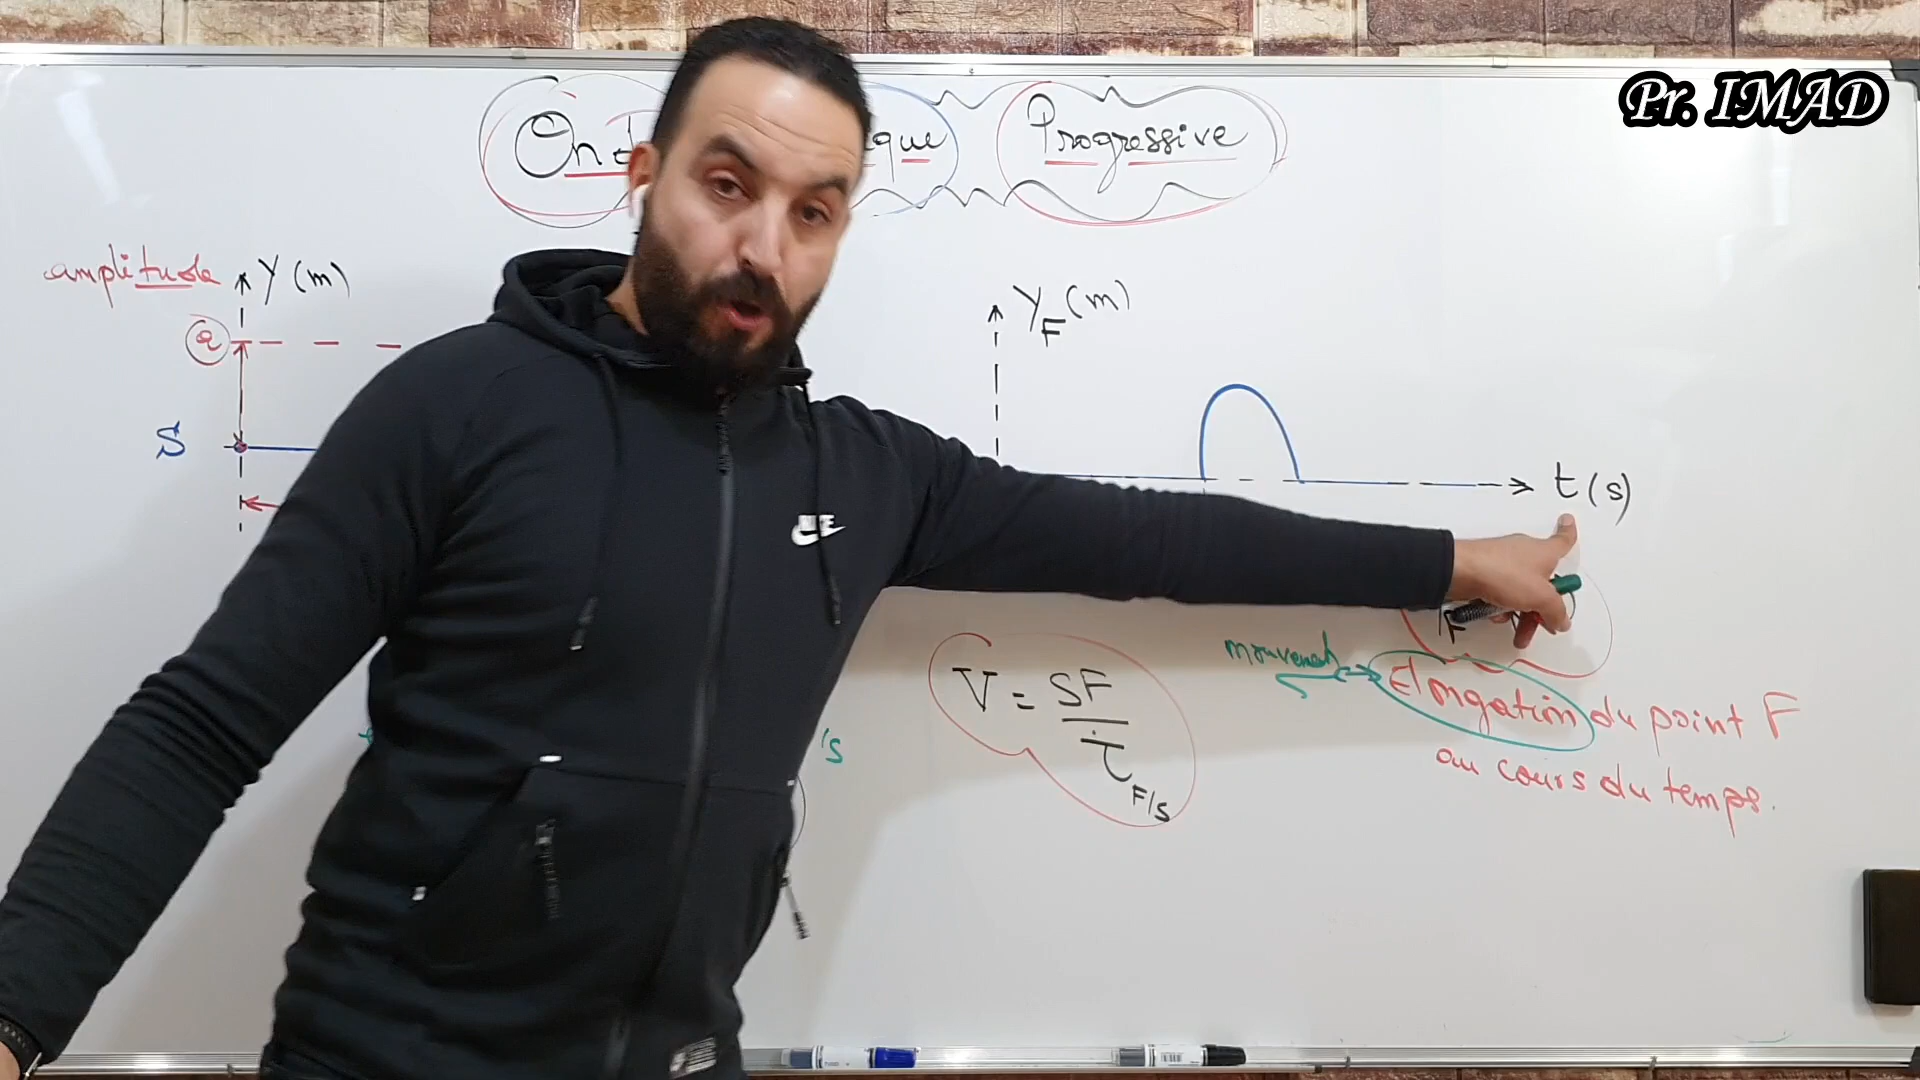 Pr. IMAD
Progressive
amplitude
Y (m)
a
S
Y_F (m)
t (s)
V = SF / τ_F/S
mouvement
Elongation du point F
au cours du temps.
's